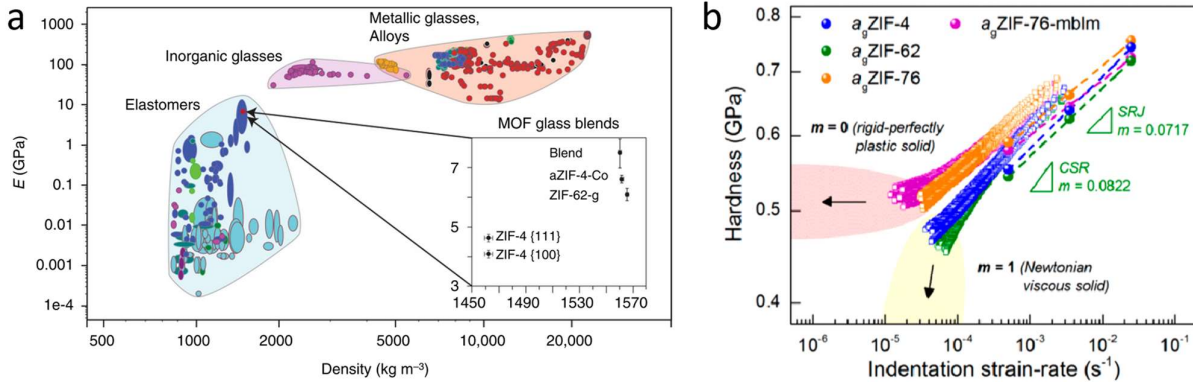 a
E (GPa)
1000
100
10
1
0.1
0.01
0.001
1e-4
500
1000
2000
5000
10,000
20,000
Density (kg m⁻³)
Metallic glasses,
Alloys
Inorganic glasses
Elastomers
MOF glass blends
Blend
aZIF-4-Co
ZIF-62-g
ZIF-4 {111}
ZIF-4 {100}
7
5
3
1450
1490
1530
1570
b
Hardness (GPa)
0.8
0.7
0.6
0.5
0.4
10⁻⁶
10⁻⁵
10⁻⁴
10⁻³
10⁻²
10⁻¹
Indentation strain-rate (s⁻¹)
agZIF-4
agZIF-76-mbIm
agZIF-62
agZIF-76
m = 0 (rigid-perfectly
plastic solid)
SRJ
m = 0.0717
CSR
m = 0.0822
m = 1 (Newtonian
viscous solid)